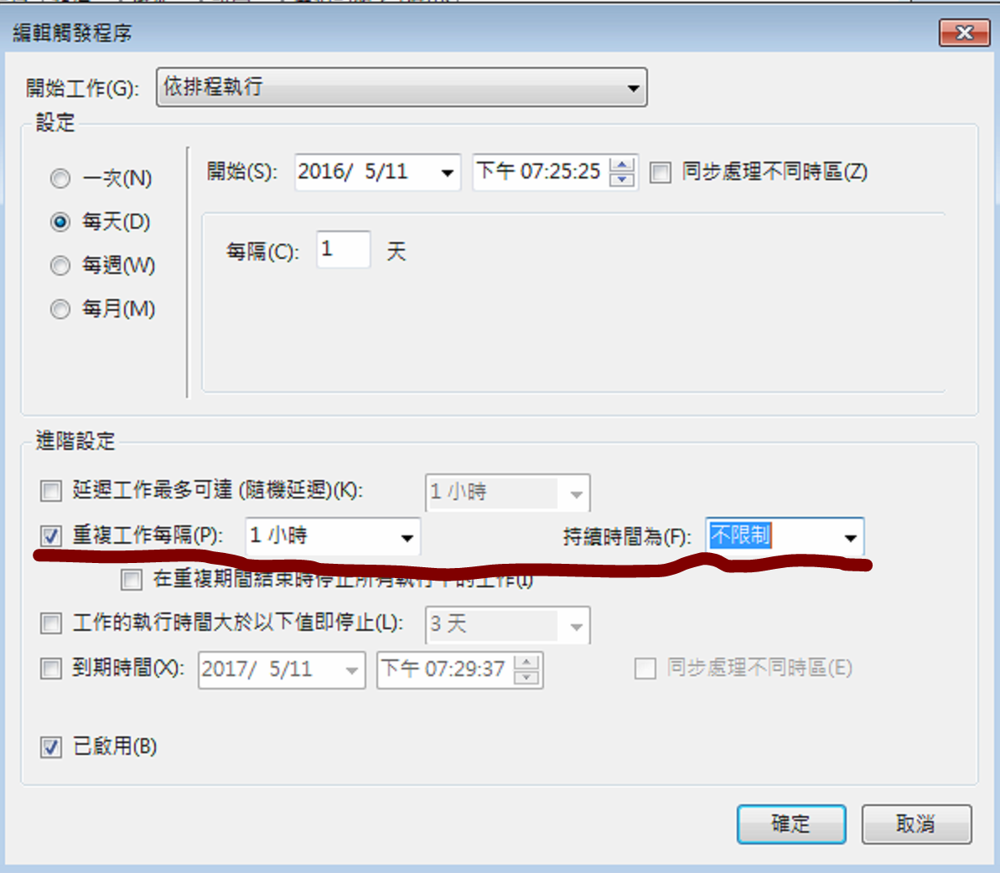 編輯觸發程序
開始工作(G): 依排程執行
設定
一次(N)
每天(D)
每週(W)
每月(M)
開始(S): 2016/ 5/11 下午 07:25:25 同步處理不同時區(Z)
每隔(C): 1 天
進階設定
延遲工作最多可達 (隨機延遲)(K): 1 小時
重複工作每隔(P): 1 小時 持續時間為(F): 不限制
在重複期間結束時停止所有執行中的工作(I)
工作的執行時間大於以下值即停止(L): 3 天
到期時間(X): 2017/ 5/11 下午 07:29:37 同步處理不同時區(E)
已啟用(B)
確定 取消